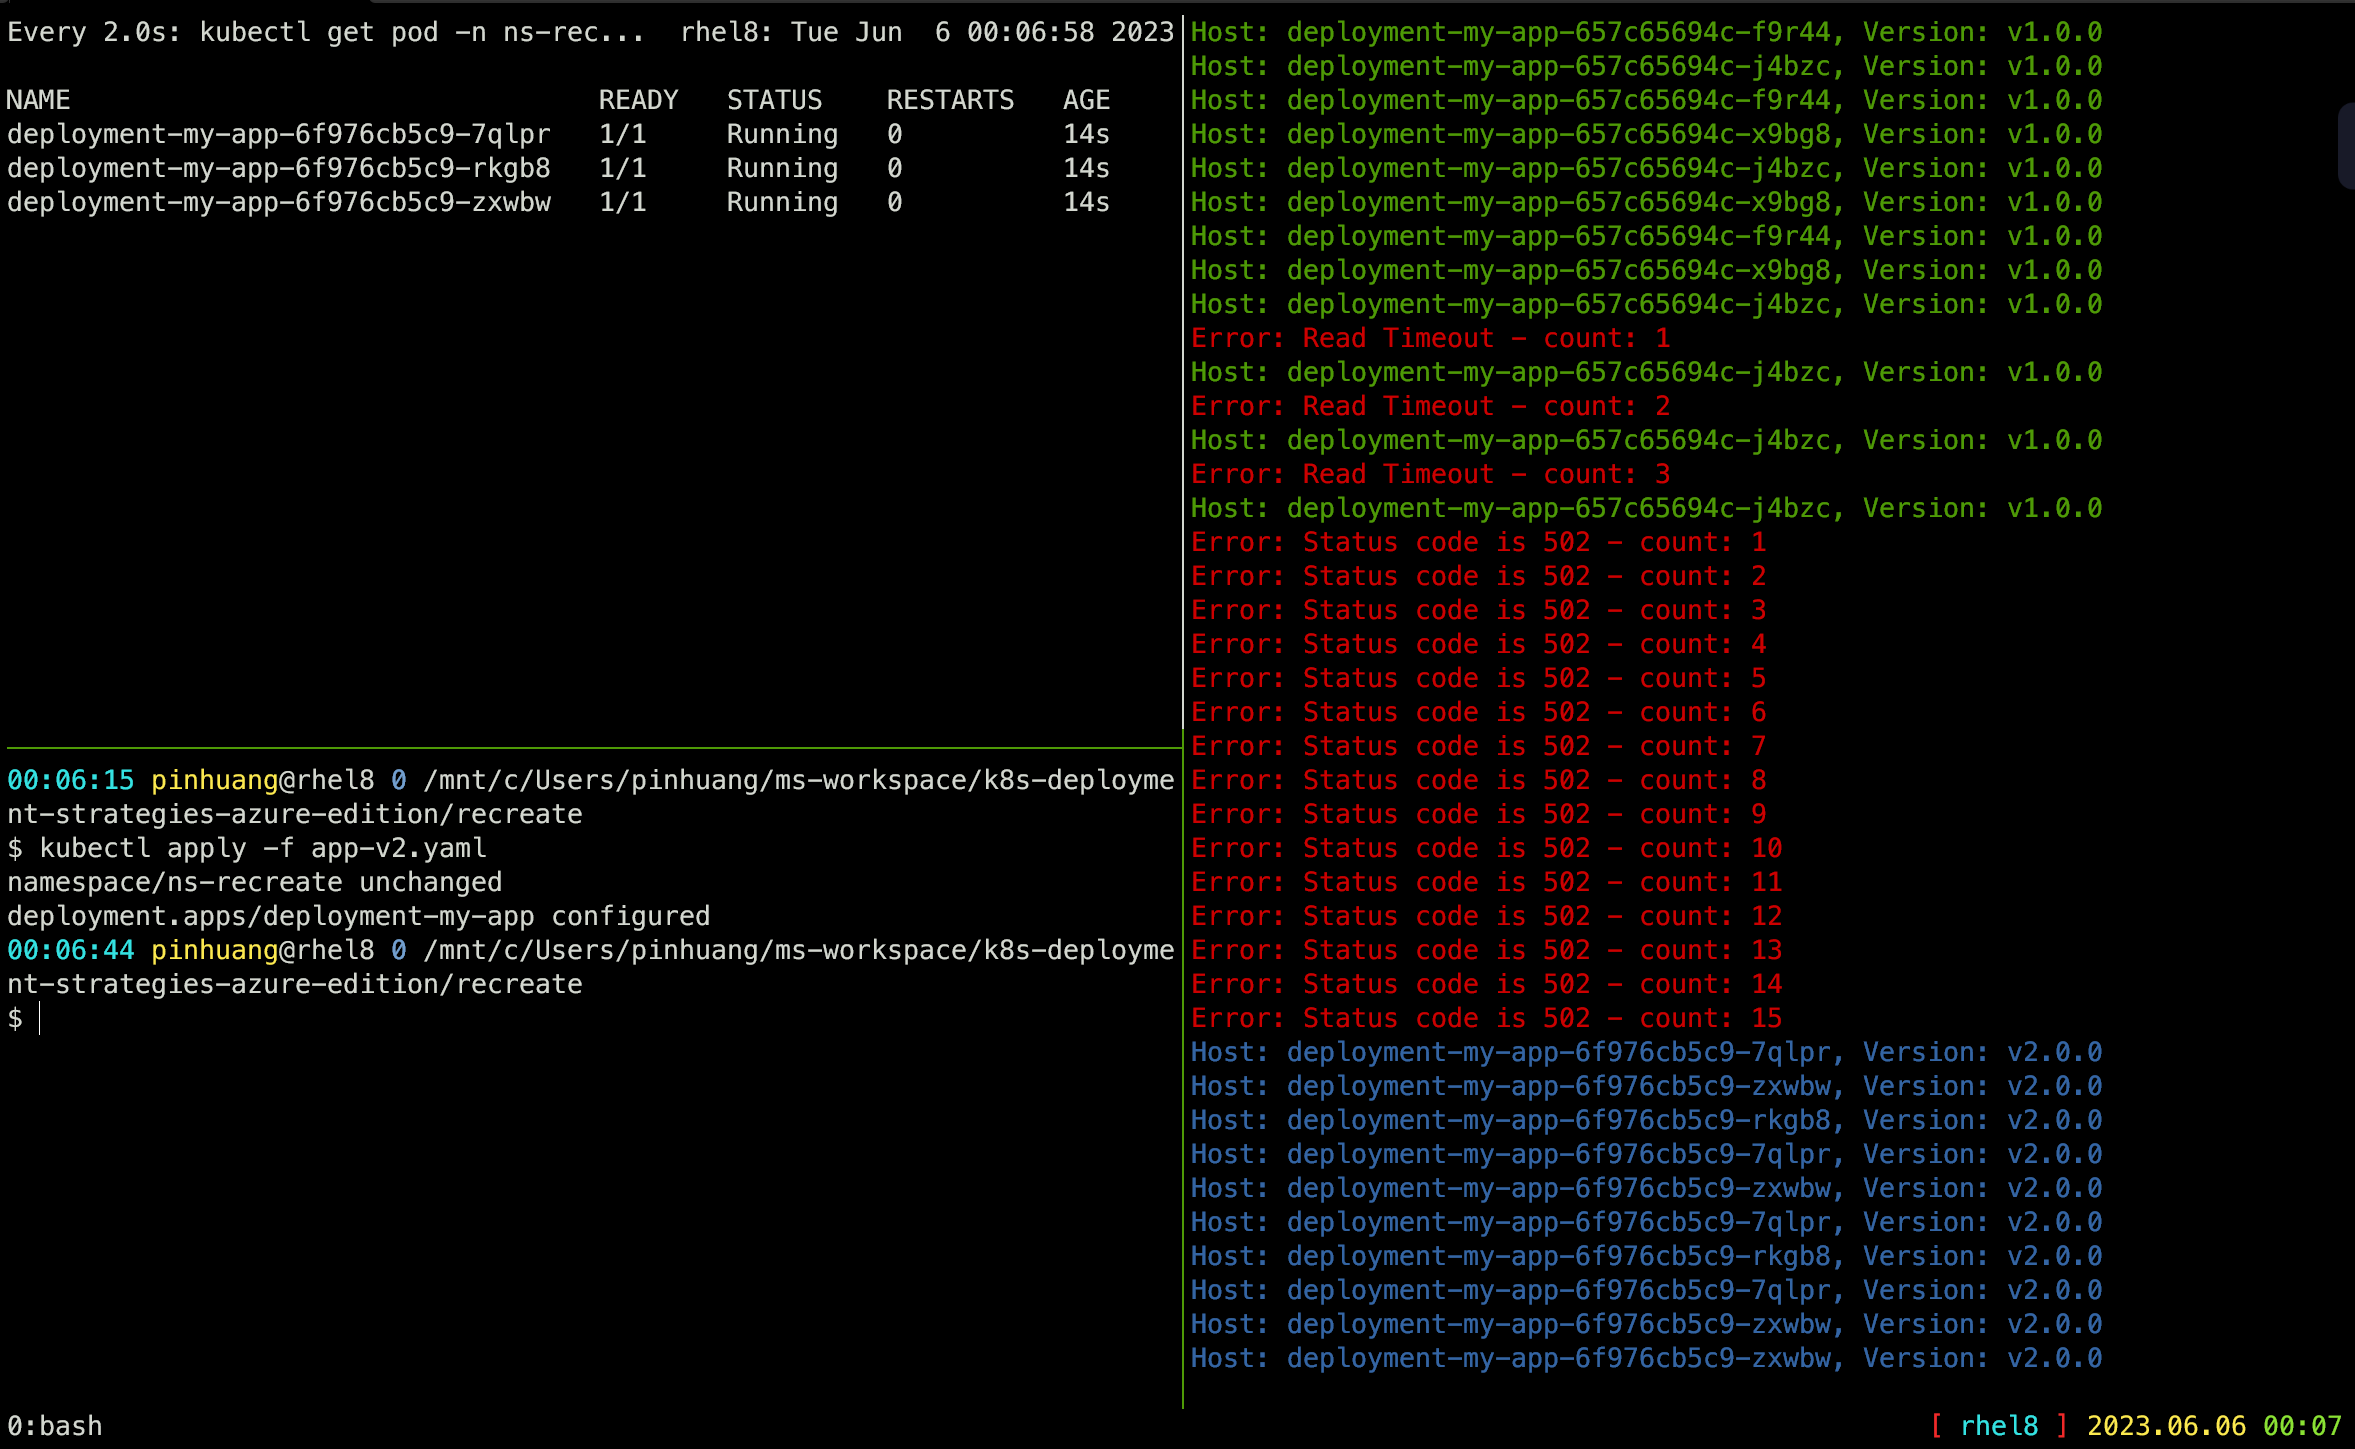 Every 2.0s: kubectl get pod -n ns-rec...  rhel8: Tue Jun  6 00:06:58 2023
NAME                                 READY   STATUS    RESTARTS   AGE
deployment-my-app-6f976cb5c9-7qlpr   1/1     Running   0          14s
deployment-my-app-6f976cb5c9-rkgb8   1/1     Running   0          14s
deployment-my-app-6f976cb5c9-zxwbw   1/1     Running   0          14s
00:06:15 pinhuang@rhel8 0 /mnt/c/Users/pinhuang/ms-workspace/k8s-deployme
nt-strategies-azure-edition/recreate
$ kubectl apply -f app-v2.yaml
namespace/ns-recreate unchanged
deployment.apps/deployment-my-app configured
00:06:44 pinhuang@rhel8 0 /mnt/c/Users/pinhuang/ms-workspace/k8s-deployme
nt-strategies-azure-edition/recreate
$
Host: deployment-my-app-657c65694c-f9r44, Version: v1.0.0
Host: deployment-my-app-657c65694c-j4bzc, Version: v1.0.0
Host: deployment-my-app-657c65694c-f9r44, Version: v1.0.0
Host: deployment-my-app-657c65694c-x9bg8, Version: v1.0.0
Host: deployment-my-app-657c65694c-j4bzc, Version: v1.0.0
Host: deployment-my-app-657c65694c-x9bg8, Version: v1.0.0
Host: deployment-my-app-657c65694c-f9r44, Version: v1.0.0
Host: deployment-my-app-657c65694c-x9bg8, Version: v1.0.0
Host: deployment-my-app-657c65694c-j4bzc, Version: v1.0.0
Error: Read Timeout - count: 1
Host: deployment-my-app-657c65694c-j4bzc, Version: v1.0.0
Error: Read Timeout - count: 2
Host: deployment-my-app-657c65694c-j4bzc, Version: v1.0.0
Error: Read Timeout - count: 3
Host: deployment-my-app-657c65694c-j4bzc, Version: v1.0.0
Error: Status code is 502 - count: 1
Error: Status code is 502 - count: 2
Error: Status code is 502 - count: 3
Error: Status code is 502 - count: 4
Error: Status code is 502 - count: 5
Error: Status code is 502 - count: 6
Error: Status code is 502 - count: 7
Error: Status code is 502 - count: 8
Error: Status code is 502 - count: 9
Error: Status code is 502 - count: 10
Error: Status code is 502 - count: 11
Error: Status code is 502 - count: 12
Error: Status code is 502 - count: 13
Error: Status code is 502 - count: 14
Error: Status code is 502 - count: 15
Host: deployment-my-app-6f976cb5c9-7qlpr, Version: v2.0.0
Host: deployment-my-app-6f976cb5c9-zxwbw, Version: v2.0.0
Host: deployment-my-app-6f976cb5c9-rkgb8, Version: v2.0.0
Host: deployment-my-app-6f976cb5c9-7qlpr, Version: v2.0.0
Host: deployment-my-app-6f976cb5c9-zxwbw, Version: v2.0.0
Host: deployment-my-app-6f976cb5c9-7qlpr, Version: v2.0.0
Host: deployment-my-app-6f976cb5c9-rkgb8, Version: v2.0.0
Host: deployment-my-app-6f976cb5c9-7qlpr, Version: v2.0.0
Host: deployment-my-app-6f976cb5c9-zxwbw, Version: v2.0.0
Host: deployment-my-app-6f976cb5c9-zxwbw, Version: v2.0.0
0:bash
[ rhel8 ] 2023.06.06 00:07